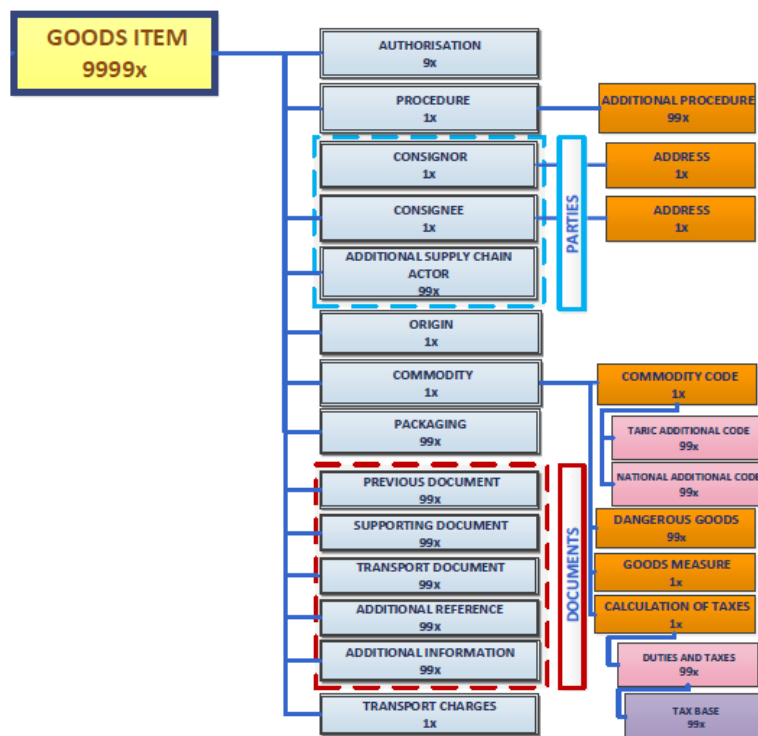 GOODS ITEM
9999x
AUTHORISATION
9x
PROCEDURE
1x
ADDITIONAL PROCEDURE
99x
CONSIGNOR
1x
ADDRESS
1x
CONSIGNEE
1x
ADDRESS
1x
ADDITIONAL SUPPLY CHAIN
ACTOR
99x
PARTIES
ORIGIN
1x
COMMODITY
1x
COMMODITY CODE
1x
PACKAGING
99x
TARIC ADDITIONAL CODE
99x
NATIONAL ADDITIONAL CODE
99x
PREVIOUS DOCUMENT
99x
SUPPORTING DOCUMENT
99x
DANGEROUS GOODS
99x
TRANSPORT DOCUMENT
99x
GOODS MEASURE
1x
ADDITIONAL REFERENCE
99x
CALCULATION OF TAXES
1x
ADDITIONAL INFORMATION
99x
DOCUMENTS
DUTIES AND TAXES
99x
TRANSPORT CHARGES
1x
TAX BASE
99x